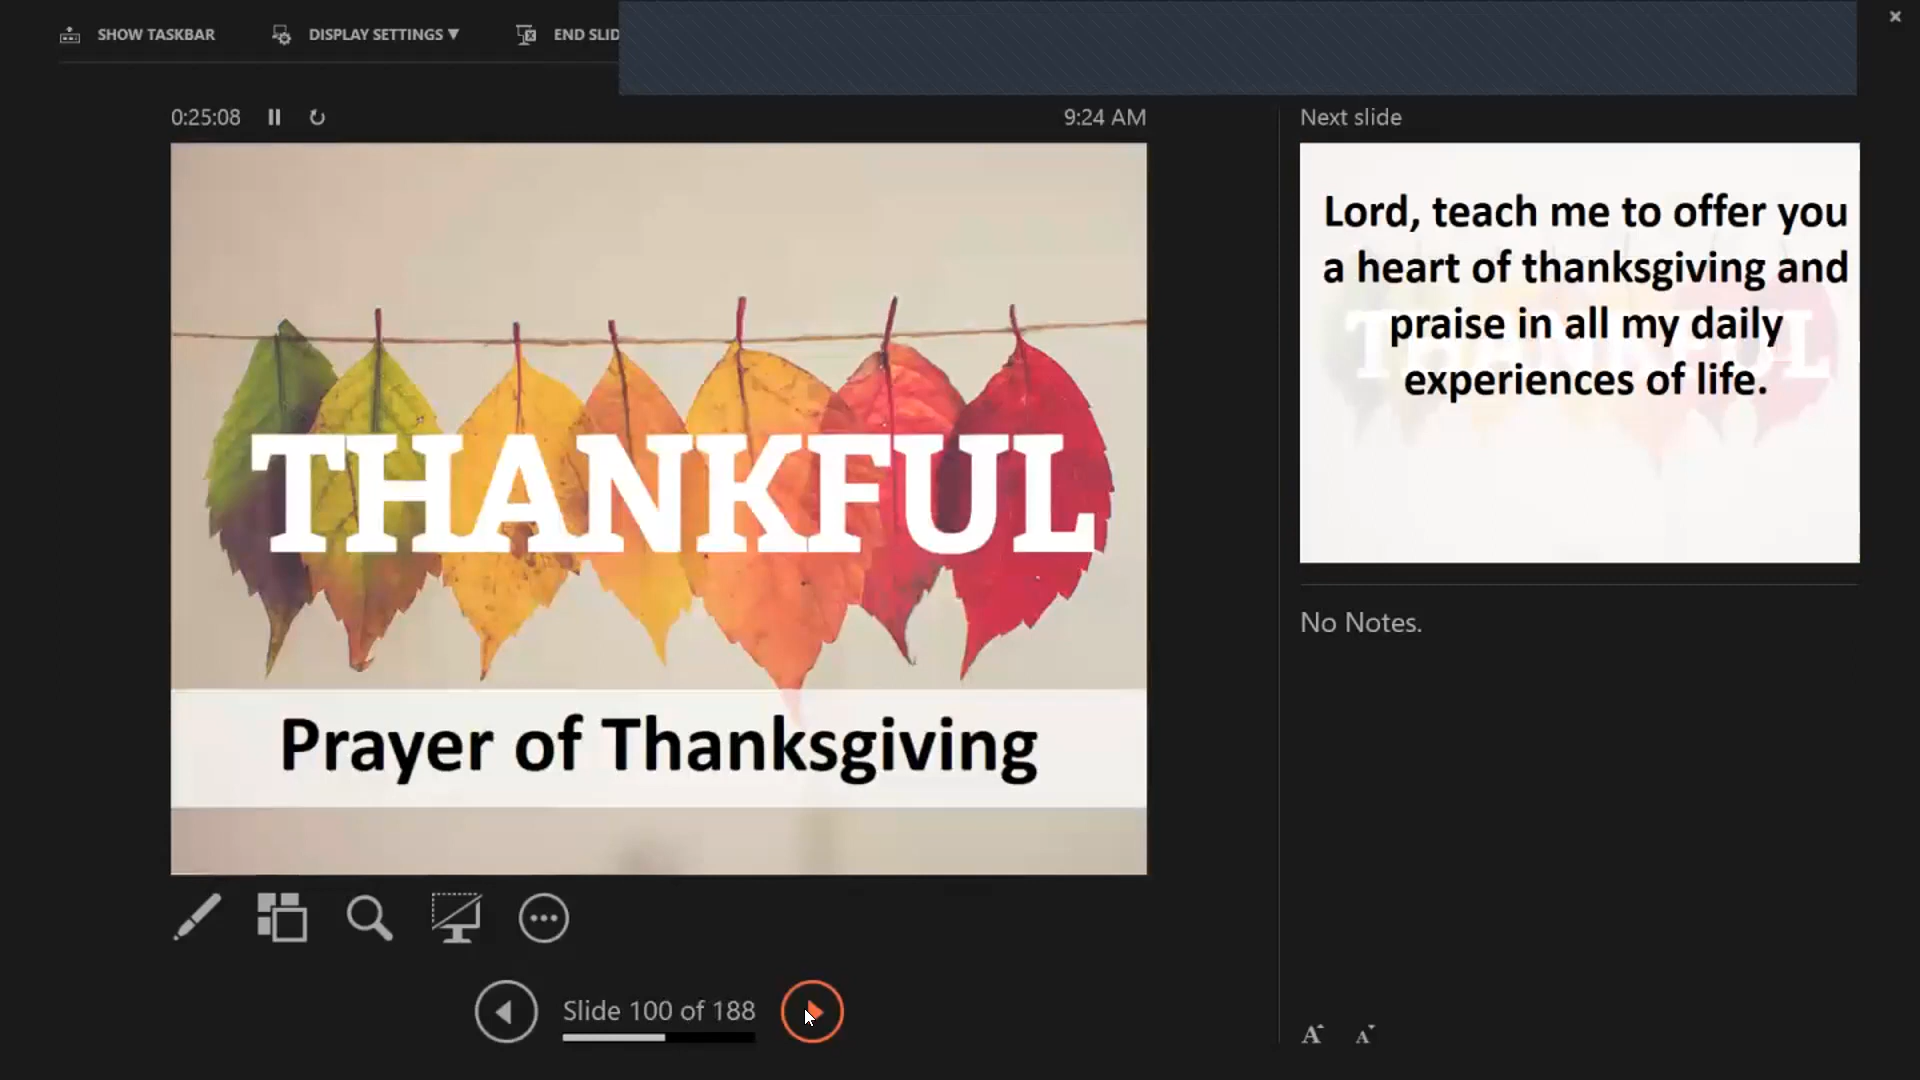 SHOW TASKBAR
DISPLAY SETTINGS ▼
END SLID
0:25:08
9:24 AM
Next slide
THANKFUL
Prayer of Thanksgiving
Lord, teach me to offer you
a heart of thanksgiving and
praise in all my daily
experiences of life.
THANKFUL
No Notes.
Slide 100 of 188
A A